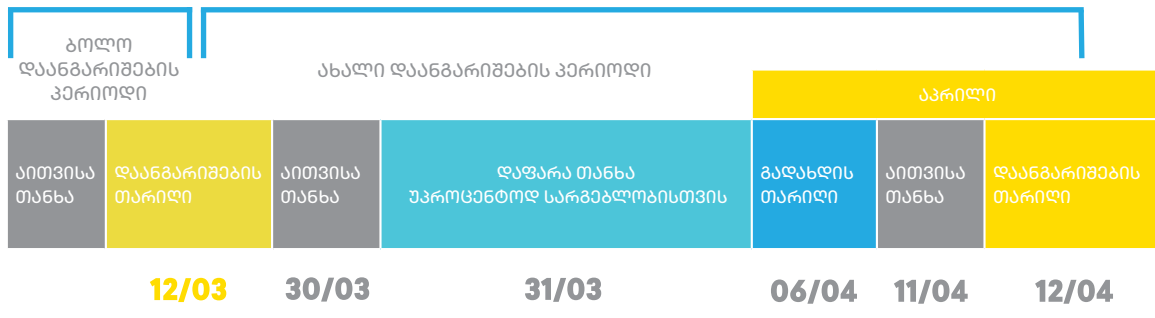 ბოლო
დაანგარიშების
პერიოდი
ახალი დაანგარიშების პერიოდი
აპრილი
აითვისა
თანხა
დაანგარიშების
თარიღი
აითვისა
თანხა
დაფარა თანხა
უპროცენტოდ სარგებლობისთვის
გადახდის
თარიღი
აითვისა
თანხა
დაანგარიშების
თარიღი
12/03
30/03
31/03
06/04
11/04
12/04